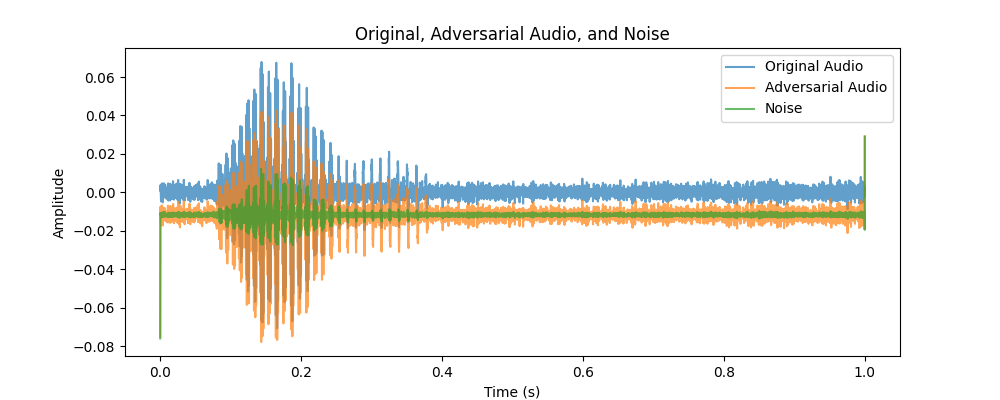 Original, Adversarial Audio, and Noise
Original Audio
Adversarial Audio
Noise
Amplitude
0.06
0.04
0.02
0.00
−0.02
−0.04
−0.06
−0.08
0.0 0.2 0.4 0.6 0.8 1.0
Time (s)